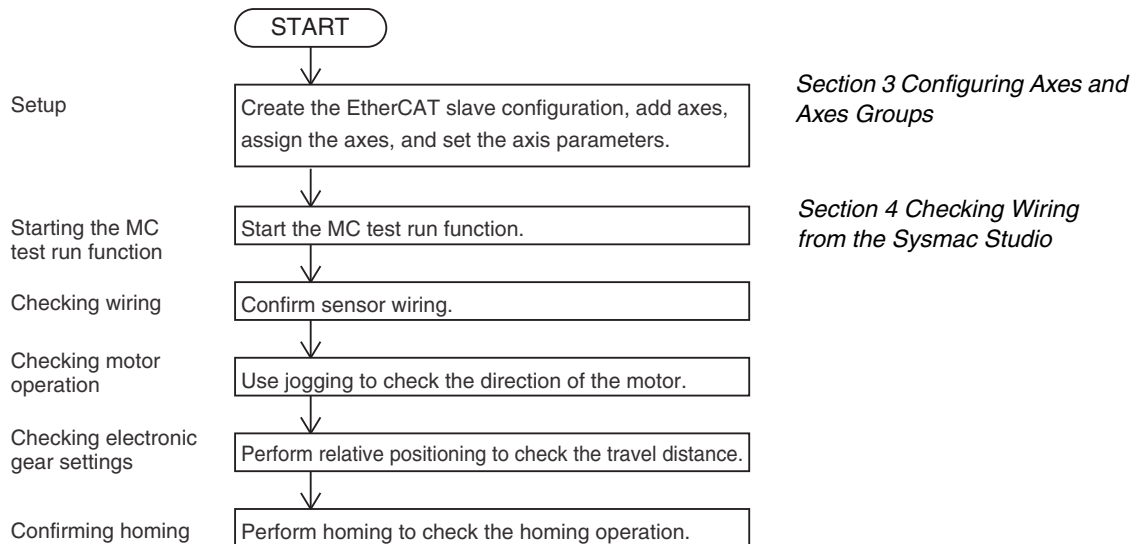 START
Setup
Create the EtherCAT slave configuration, add axes,
assign the axes, and set the axis parameters.
Section 3 Configuring Axes and
Axes Groups
Starting the MC
test run function
Start the MC test run function.
Section 4 Checking Wiring
from the Sysmac Studio
Checking wiring
Confirm sensor wiring.
Checking motor
operation
Use jogging to check the direction of the motor.
Checking electronic
gear settings
Perform relative positioning to check the travel distance.
Confirming homing
Perform homing to check the homing operation.